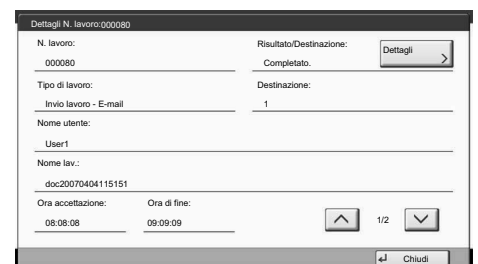 Dettagli N. lavoro:000080
N. lavoro:
000080
Risultato/Destinazione:
Completato.
Dettagli
Tipo di lavoro:
Invio lavoro - E-mail
Destinazione:
1
Nome utente:
User1
Nome lav.:
doc20070404115151
Ora accettazione:
08:08:08
Ora di fine:
09:09:09
1/2
Chiudi